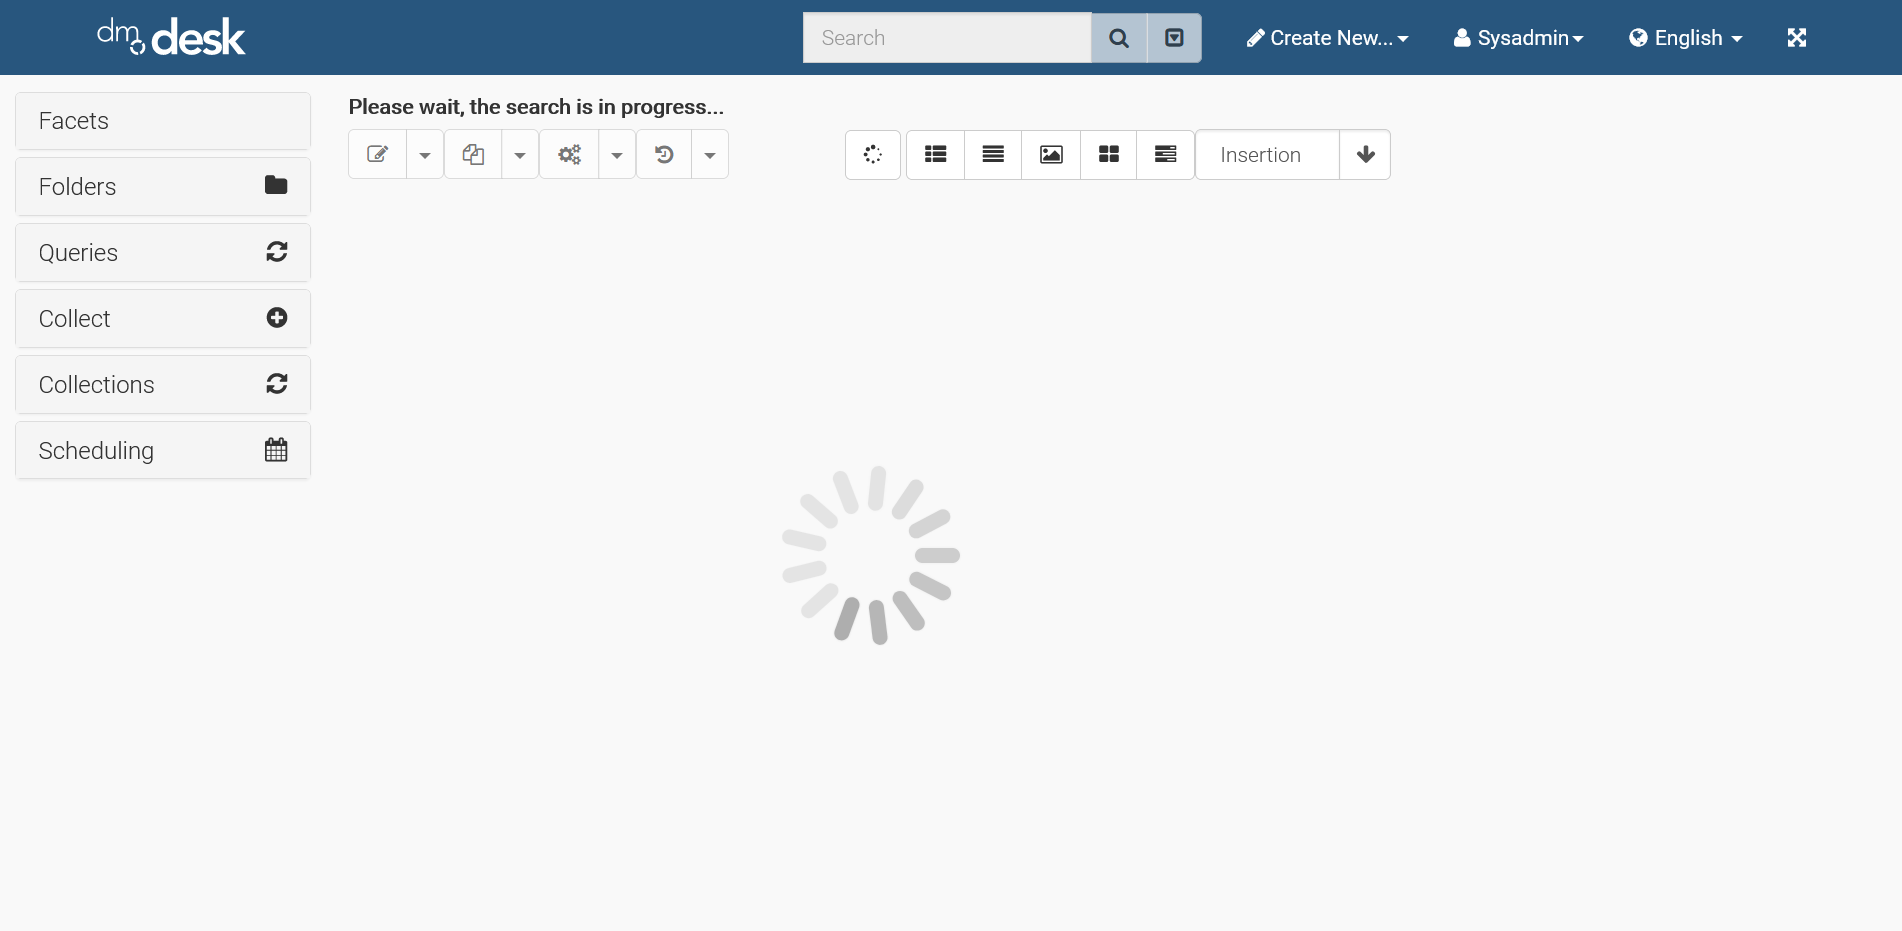 dmo desk
Search
Create New...
Sysadmin
English
Facets
Folders
Queries
Collect
Collections
Scheduling
Please wait, the search is in progress...
Insertion